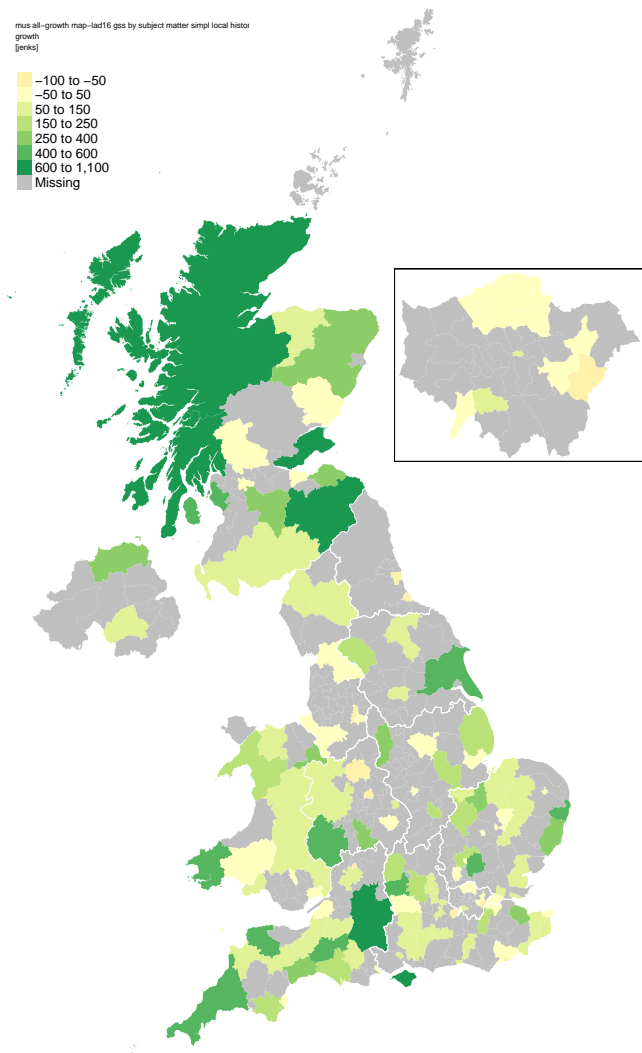 mus all−growth map−lad16 gss by subject matter simpl local histor
growth
[jenks]
−100 to −50
−50 to 50
50 to 150
150 to 250
250 to 400
400 to 600
600 to 1,100
Missing